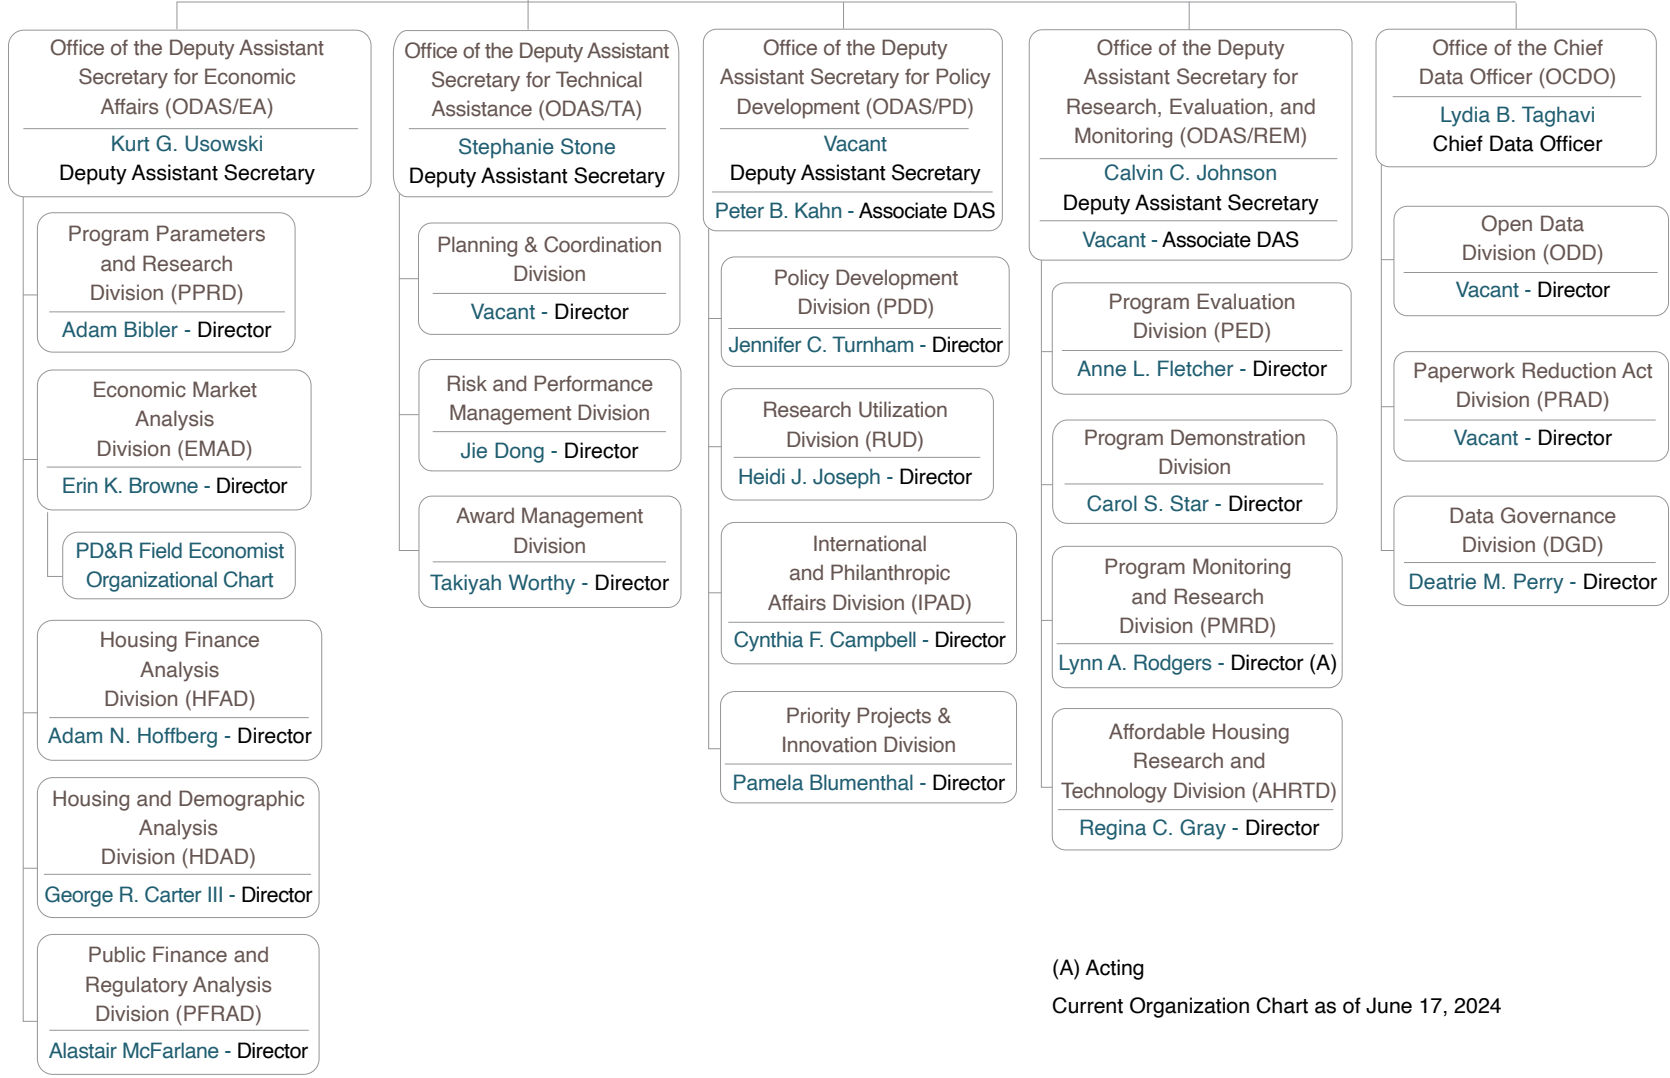 Office of the Deputy Assistant
Secretary for Economic
Affairs (ODAS/EA)
Kurt G. Usowski
Deputy Assistant Secretary
Program Parameters
and Research
Division (PPRD)
Adam Bibler - Director
Economic Market
Analysis
Division (EMAD)
Erin K. Browne - Director
PD&R Field Economist
Organizational Chart
Housing Finance
Analysis
Division (HFAD)
Adam N. Hoffberg - Director
Housing and Demographic
Analysis
Division (HDAD)
George R. Carter III - Director
Public Finance and
Regulatory Analysis
Division (PFRAD)
Alastair McFarlane - Director
Office of the Deputy Assistant
Secretary for Technical
Assistance (ODAS/TA)
Stephanie Stone
Deputy Assistant Secretary
Planning & Coordination
Division
Vacant - Director
Risk and Performance
Management Division
Jie Dong - Director
Award Management
Division
Takiyah Worthy - Director
Office of the Deputy
Assistant Secretary for Policy
Development (ODAS/PD)
Vacant
Deputy Assistant Secretary
Peter B. Kahn - Associate DAS
Policy Development
Division (PDD)
Jennifer C. Turnham - Director
Research Utilization
Division (RUD)
Heidi J. Joseph - Director
International
and Philanthropic
Affairs Division (IPAD)
Cynthia F. Campbell - Director
Priority Projects &
Innovation Division
Pamela Blumenthal - Director
Office of the Deputy
Assistant Secretary for
Research, Evaluation, and
Monitoring (ODAS/REM)
Calvin C. Johnson
Deputy Assistant Secretary
Vacant - Associate DAS
Program Evaluation
Division (PED)
Anne L. Fletcher - Director
Program Demonstration
Division
Carol S. Star - Director
Program Monitoring
and Research
Division (PMRD)
Lynn A. Rodgers - Director (A)
Affordable Housing
Research and
Technology Division (AHRTD)
Regina C. Gray - Director
Office of the Chief
Data Officer (OCDO)
Lydia B. Taghavi
Chief Data Officer
Open Data
Division (ODD)
Vacant - Director
Paperwork Reduction Act
Division (PRAD)
Vacant - Director
Data Governance
Division (DGD)
Deatrie M. Perry - Director
(A) Acting
Current Organization Chart as of June 17, 2024